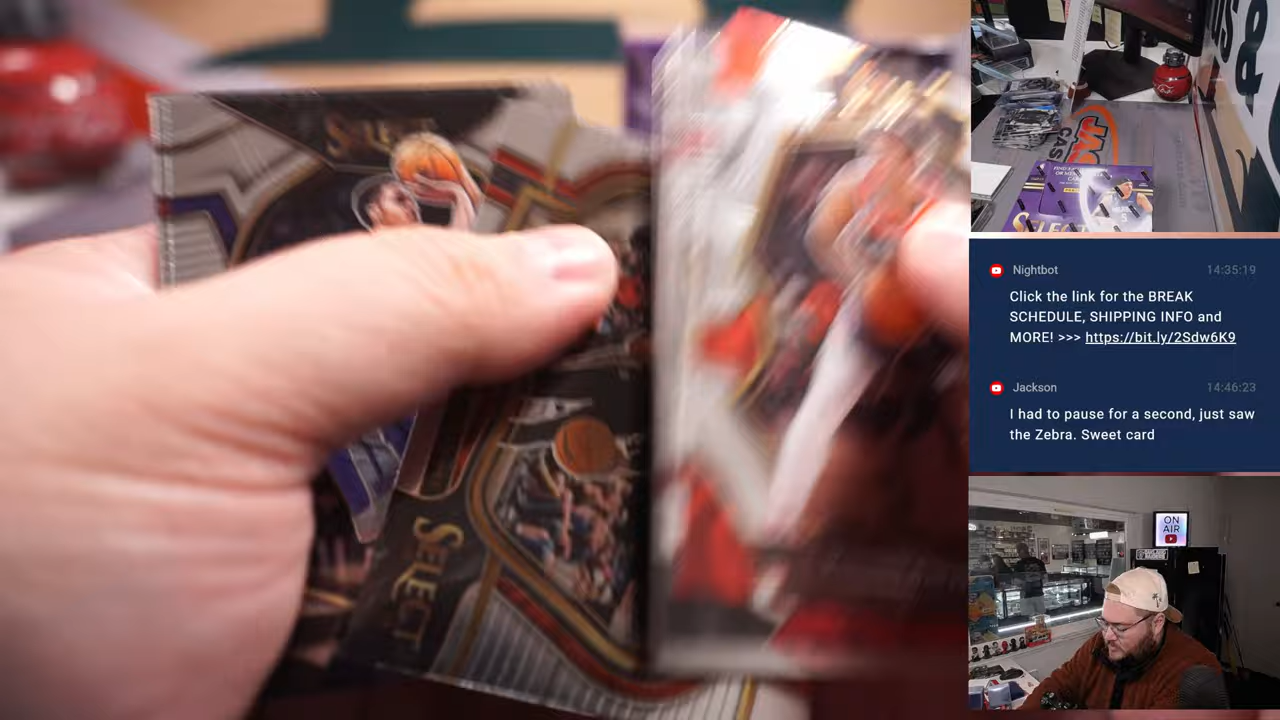 SELECT
SELECT
SELECT
Nightbot 14:35:19
Click the link for the BREAK
SCHEDULE, SHIPPING INFO and
MORE! >>> https://bit.ly/2Sdw6K9
Jackson 14:46:23
I had to pause for a second, just saw
the Zebra. Sweet card
ON
AIR